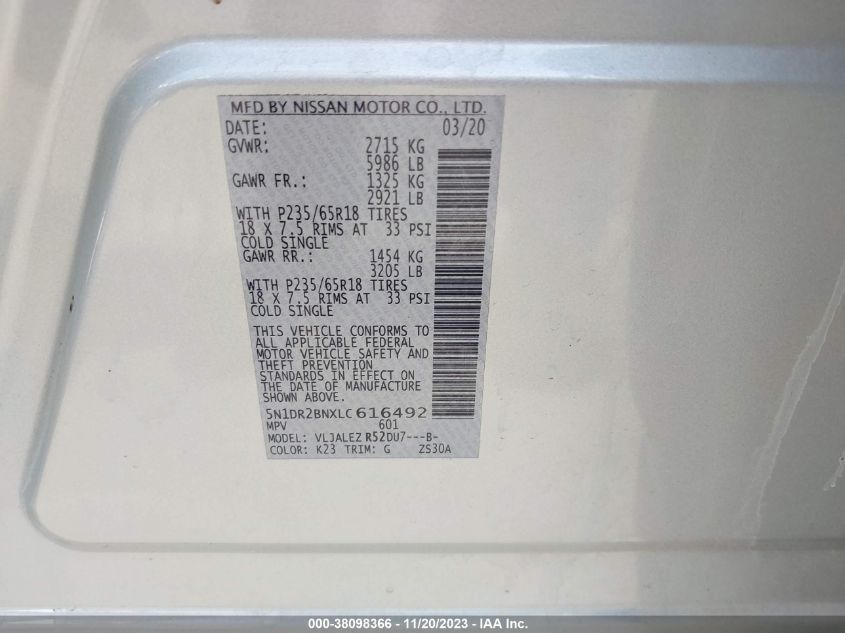 MFD BY NISSAN MOTOR CO., LTD.
DATE: 03/20
GVWR: 2715 KG
5986 LB
GAWR FR.: 1325 KG
2921 LB
WITH P235/65R18 TIRES
18 X 7.5 RIMS AT 33 PSI
COLD SINGLE
GAWR RR.: 1454 KG
3205 LB
WITH P235/65R18 TIRES
18 X 7.5 RIMS AT 33 PSI
COLD SINGLE
THIS VEHICLE CONFORMS TO
ALL APPLICABLE FEDERAL
MOTOR VEHICLE SAFETY AND
THEFT PREVENTION
STANDARDS IN EFFECT ON
THE DATE OF MANUFACTURE
SHOWN ABOVE.
5N1DR2BNXLC616492
MPV 601
MODEL: VLJALEZ R52DU7---B-
COLOR: K23 TRIM: G ZS30A
000-38098366 - 11/20/2023 - IAA Inc.